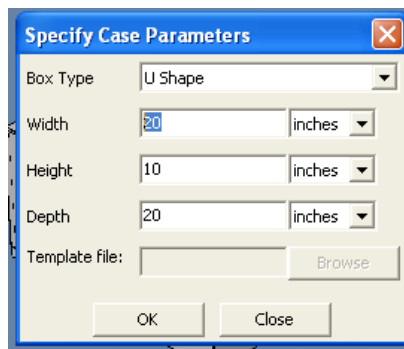 Specify Case Parameters
Box Type U Shape
Width 20 inches
Height 10 inches
Depth 20 inches
Template file: Browse
OK Close